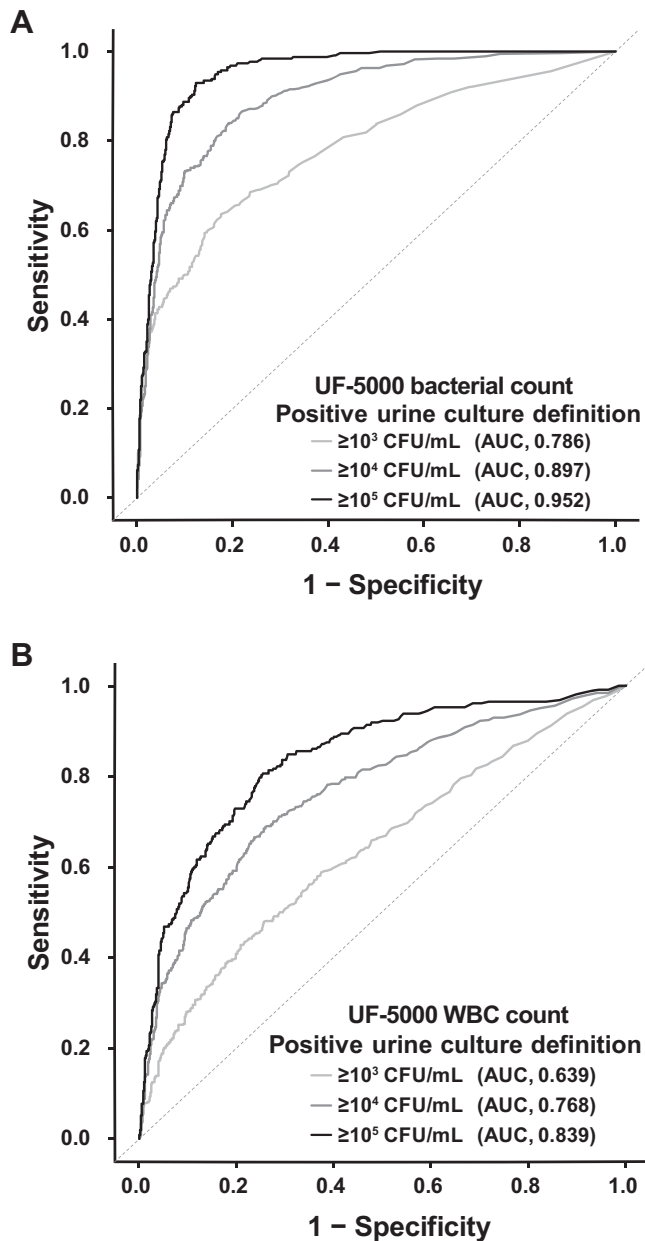 A
1.0
0.8
0.6
0.4
0.2
0.0
Sensitivity
UF-5000 bacterial count
Positive urine culture definition
≥10³ CFU/mL (AUC, 0.786)
≥10⁴ CFU/mL (AUC, 0.897)
≥10⁵ CFU/mL (AUC, 0.952)
0.0 0.2 0.4 0.6 0.8 1.0
1 − Specificity
B
1.0
0.8
0.6
0.4
0.2
0.0
Sensitivity
UF-5000 WBC count
Positive urine culture definition
≥10³ CFU/mL (AUC, 0.639)
≥10⁴ CFU/mL (AUC, 0.768)
≥10⁵ CFU/mL (AUC, 0.839)
0.0 0.2 0.4 0.6 0.8 1.0
1 − Specificity